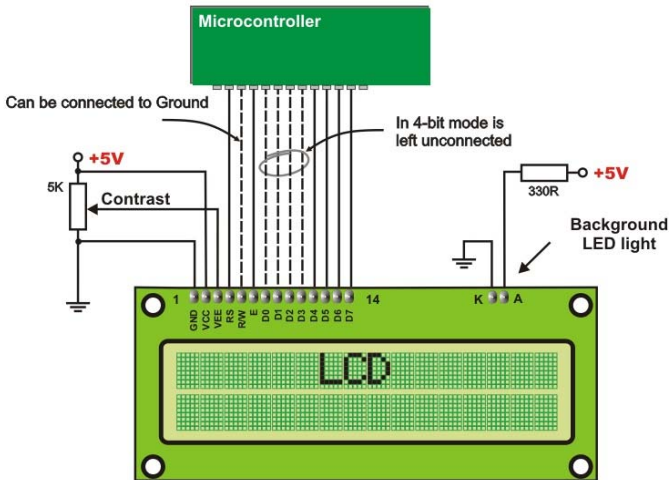 Microcontroller
Can be connected to Ground
In 4-bit mode is
left unconnected
+5V
5K
Contrast
330R
+5V
Background
LED light
1
14
K
A
GND
VCC
VEE
RS
R/W
E
D0
D1
D2
D3
D4
D5
D6
D7
LCD